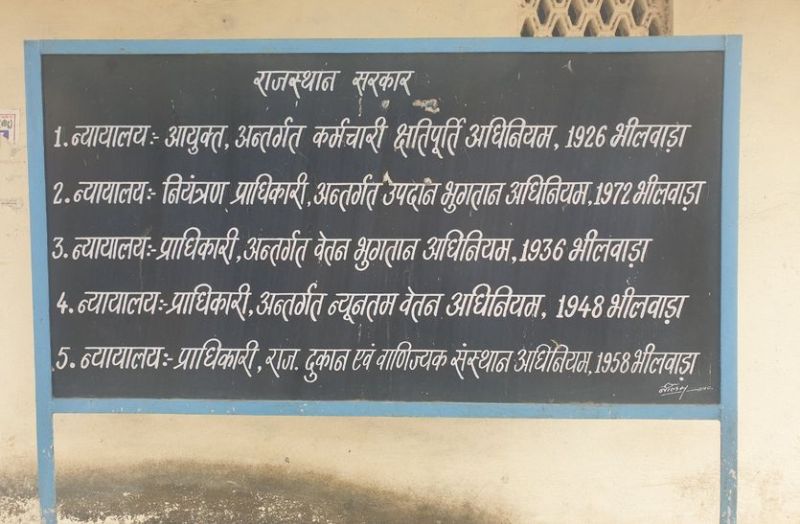 राजस्थान सरकार
1. न्यायालय:- आयुक्त, अन्तर्गत कर्मचारी क्षतिपूर्ति अधिनियम, 1926 भीलवाड़ा
2. न्यायालय:- नियंत्रण प्राधिकारी, अन्तर्गत उपदान भुगतान अधिनियम, 1972 भीलवाड़ा
3. न्यायालय:- प्राधिकारी, अन्तर्गत वेतन भुगतान अधिनियम, 1936 भीलवाड़ा
4. न्यायालय:- प्राधिकारी, अन्तर्गत न्यूनतम वेतन अधिनियम, 1948 भीलवाड़ा
5. न्यायालय:- प्राधिकारी, राज. दुकान एवं वाणिज्यक संस्थान अधिनियम, 1958 भीलवाड़ा